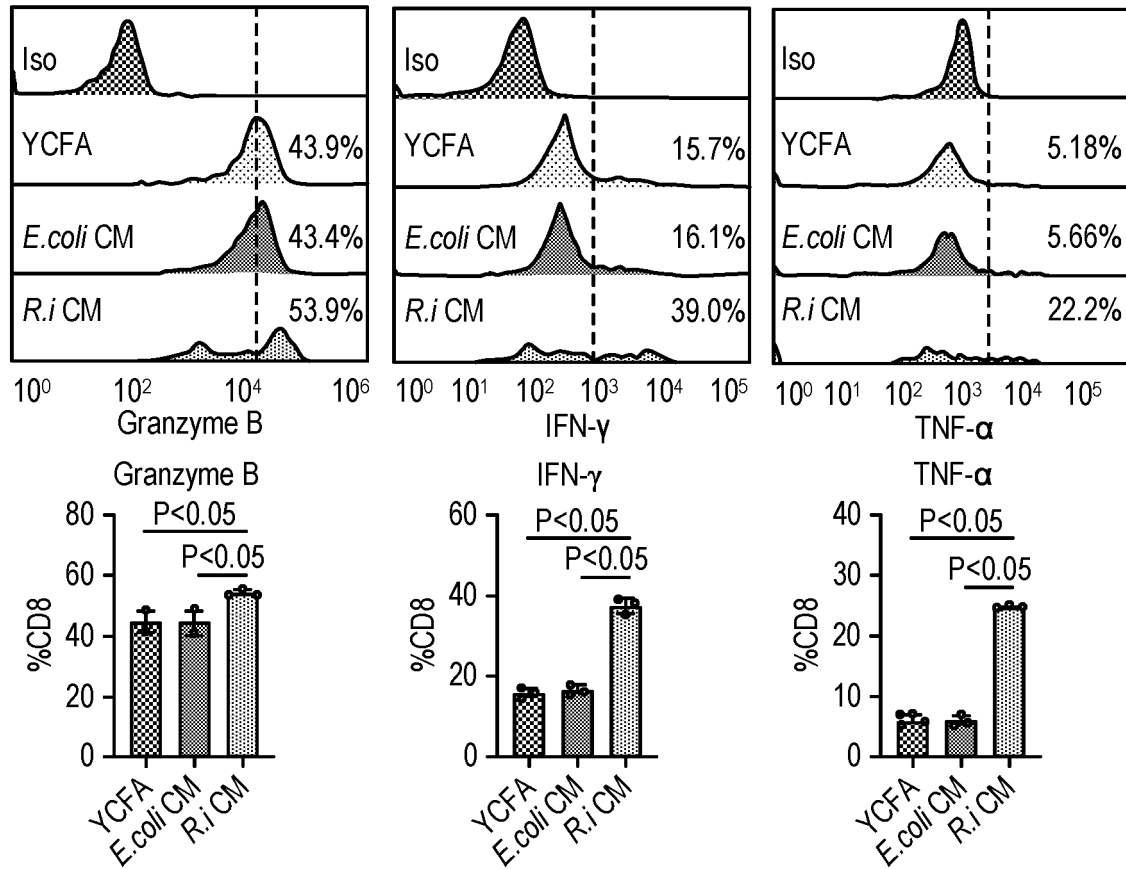 Iso
YCFA 43.9%
E.coli CM 43.4%
R.i CM 53.9%
10⁰ 10² 10⁴ 10⁶
Granzyme B
Iso
YCFA 15.7%
E.coli CM 16.1%
R.i CM 39.0%
10⁰ 10¹ 10² 10³ 10⁴ 10⁵
IFN-γ
Iso
YCFA 5.18%
E.coli CM 5.66%
R.i CM 22.2%
10⁰ 10¹ 10² 10³ 10⁴ 10⁵
TNF-α
Granzyme B
%CD8
80
60
40
20
0
P<0.05
P<0.05
YCFA
E.coli CM
R.i CM
IFN-γ
%CD8
60
40
20
0
P<0.05
P<0.05
YCFA
E.coli CM
R.i CM
TNF-α
%CD8
40
30
20
10
0
P<0.05
P<0.05
YCFA
E.coli CM
R.i CM